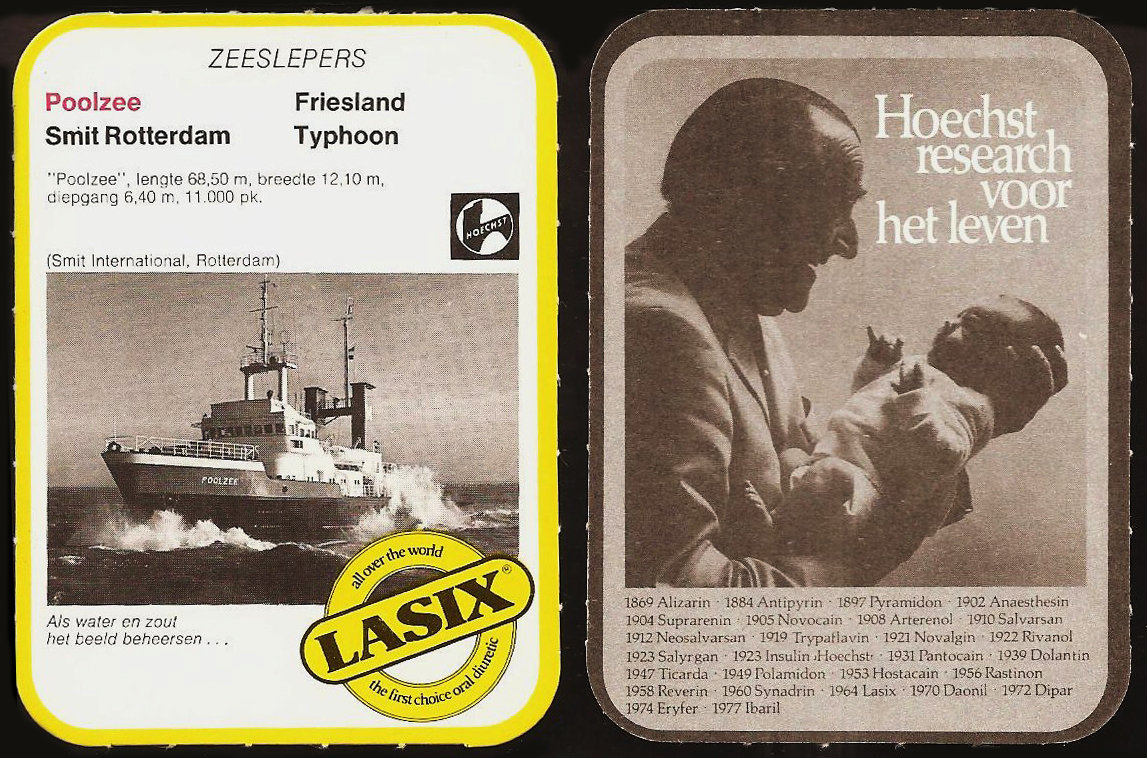 ZEESLEPERS
Poolzee Friesland
Smit Rotterdam Typhoon
"Poolzee", lengte 68,50 m, breedte 12,10 m,
diepgang 6,40 m, 11.000 pk.
HOECHST
(Smit International, Rotterdam)
POOLZEE
all over the world
LASIX®
the first choice oral diuretic
Als water en zout
het beeld beheersen . . .
Hoechst
research
voor
het leven
1869 Alizarin · 1884 Antipyrin · 1897 Pyramidon · 1902 Anaesthesin
1904 Suprarenin · 1905 Novocain · 1908 Arterenol · 1910 Salvarsan
1912 Neosalvarsan · 1919 Trypaflavin · 1921 Novalgin · 1922 Rivanol
1923 Salyrgan · 1923 Insulin ‚Hoechst‘ · 1931 Pantocain · 1939 Dolantin
1947 Ticarda · 1949 Polamidon · 1953 Hostacain · 1956 Rastinon
1958 Reverin · 1960 Synadrin · 1964 Lasix · 1970 Daonil · 1972 Dipar
1974 Eryfer · 1977 Ibaril